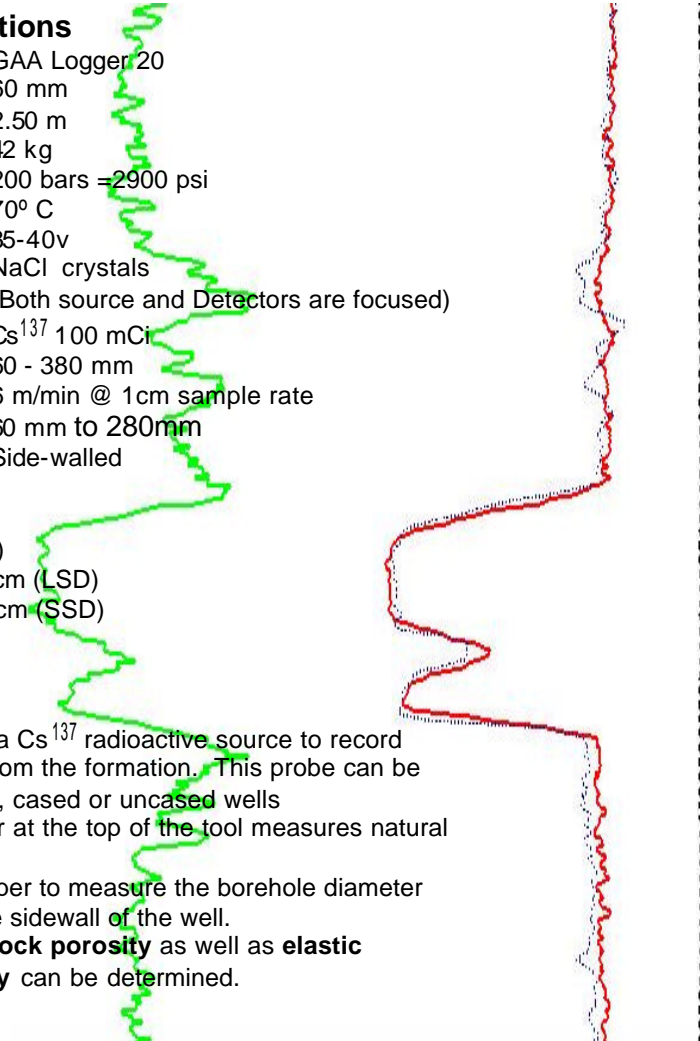 tions
GAA Logger 20
60 mm
2.50 m
42 kg
200 bars =2900 psi
70º C
35-40v
NaCl crystals
(Both source and Detectors are focused)
Cs137 100 mCi
60 - 380 mm
6 m/min @ 1cm sample rate
60 mm to 280mm
Side-walled
)
cm (LSD)
cm (SSD)
a Cs137 radioactive source to record
om the formation. This probe can be
, cased or uncased wells
r at the top of the tool measures natural
per to measure the borehole diameter
e sidewall of the well.
ock porosity as well as elastic
y can be determined.